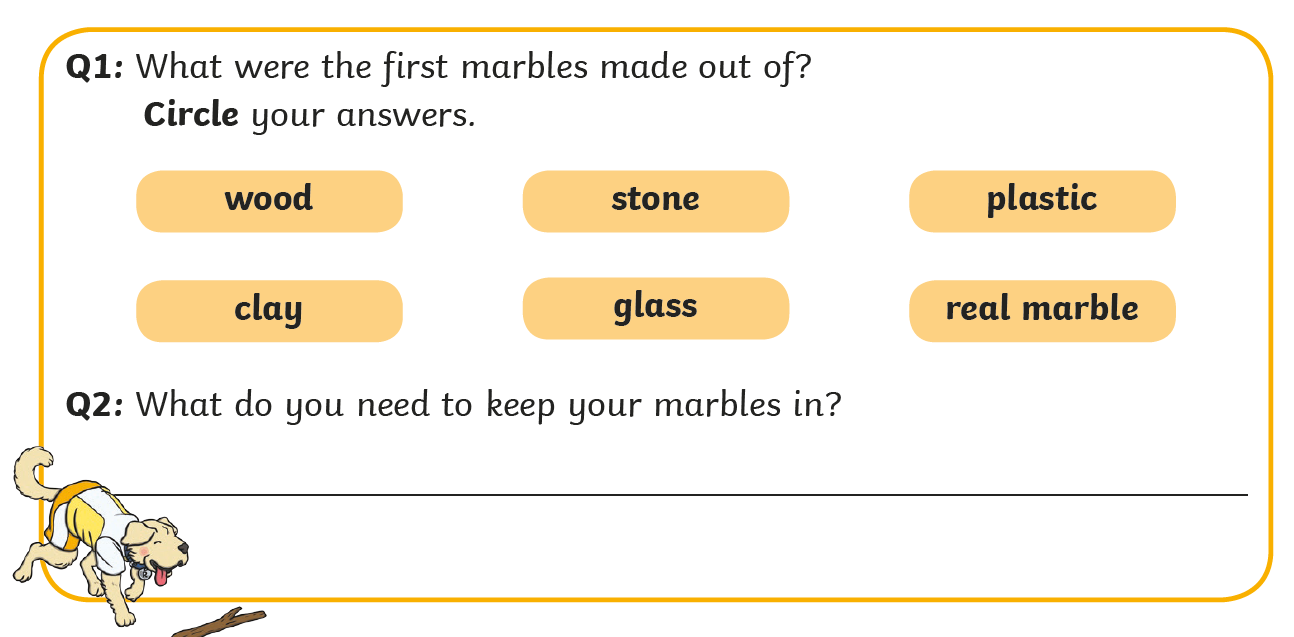 Q1: What were the first marbles made out of?
Circle your answers.
wood stone plastic
clay glass real marble
Q2: What do you need to keep your marbles in?